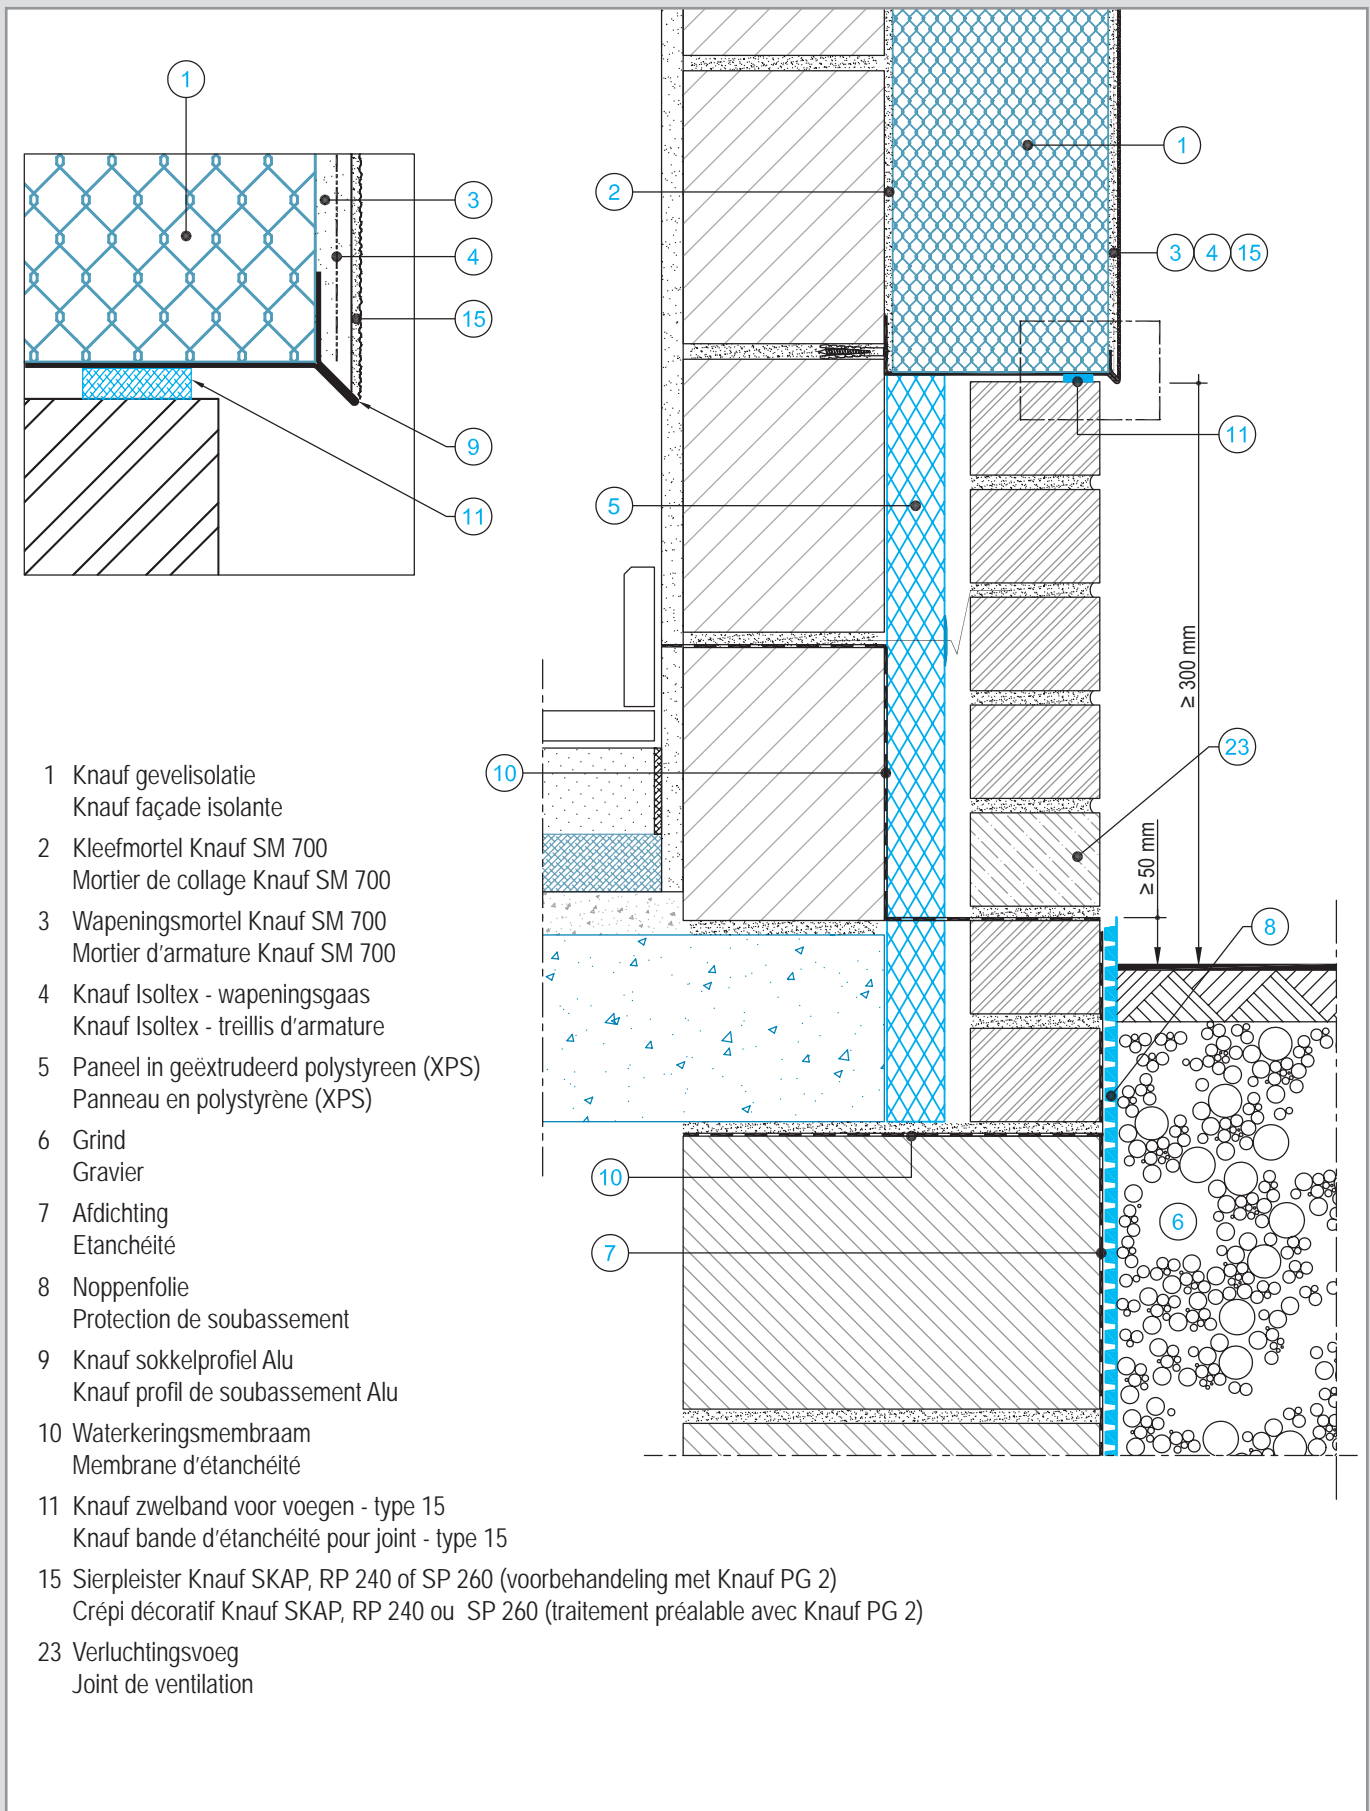 1
3
4
15
9
11
2
1
3 4 15
11
5
≥ 300 mm
10
23
≥ 50 mm
8
10
7
6
1 Knauf gevelisolatie
Knauf façade isolante
2 Kleefmortel Knauf SM 700
Mortier de collage Knauf SM 700
3 Wapeningsmortel Knauf SM 700
Mortier d'armature Knauf SM 700
4 Knauf Isoltex - wapeningsgaas
Knauf Isoltex - treillis d'armature
5 Paneel in geëxtrudeerd polystyreen (XPS)
Panneau en polystyrène (XPS)
6 Grind
Gravier
7 Afdichting
Etanchéité
8 Noppenfolie
Protection de soubassement
9 Knauf sokkelprofiel Alu
Knauf profil de soubassement Alu
10 Waterkeringsmembraam
Membrane d'étanchéité
11 Knauf zwelband voor voegen - type 15
Knauf bande d'étanchéité pour joint - type 15
15 Sierpleister Knauf SKAP, RP 240 of SP 260 (voorbehandeling met Knauf PG 2)
Crépi décoratif Knauf SKAP, RP 240 ou SP 260 (traitement préalable avec Knauf PG 2)
23 Verluchtingsvoeg
Joint de ventilation